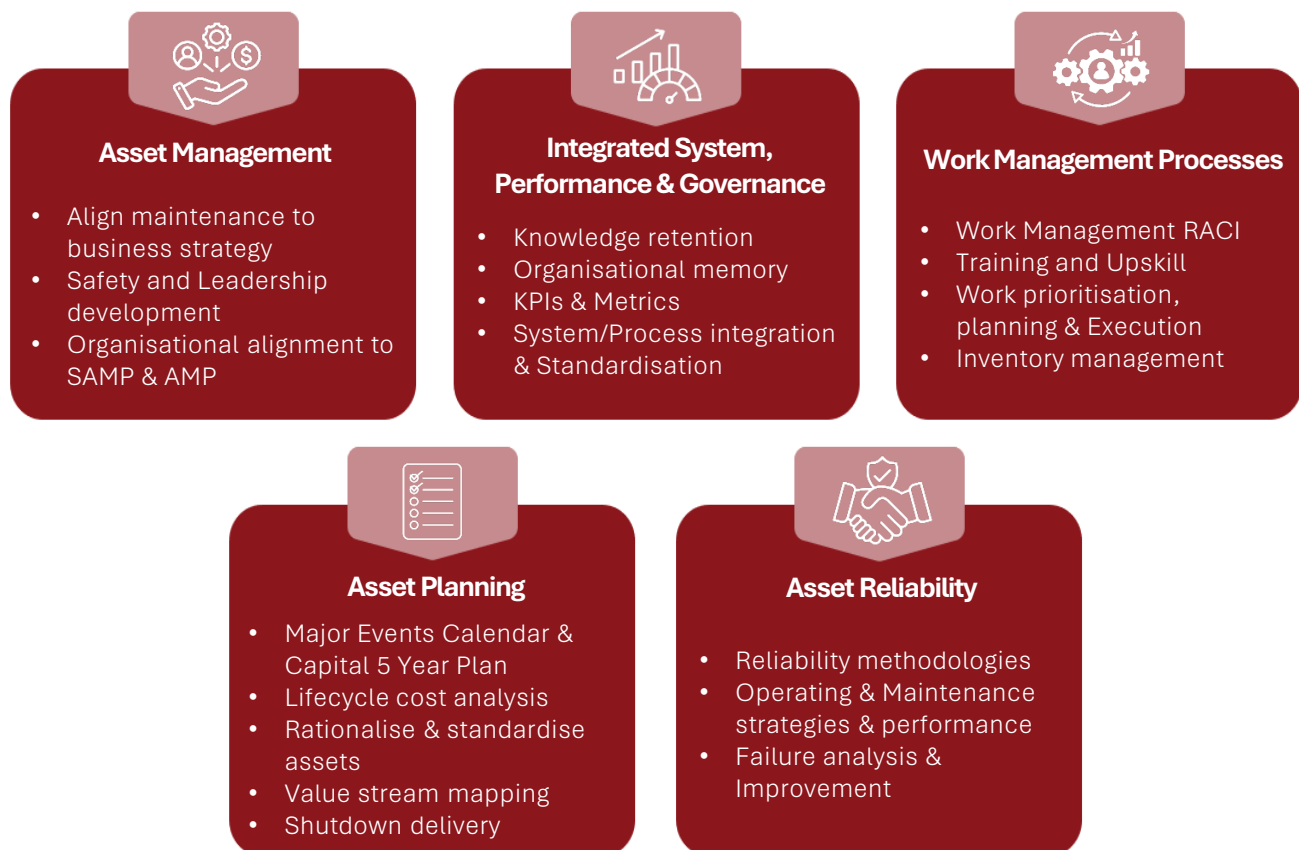 Asset Management
• Align maintenance to
business strategy
• Safety and Leadership
development
• Organisational alignment to
SAMP & AMP
Integrated System,
Performance & Governance
• Knowledge retention
• Organisational memory
• KPIs & Metrics
• System/Process integration
& Standardisation
Work Management Processes
• Work Management RACI
• Training and Upskill
• Work prioritisation,
planning & Execution
• Inventory management
Asset Planning
• Major Events Calendar &
Capital 5 Year Plan
• Lifecycle cost analysis
• Rationalise & standardise
assets
• Value stream mapping
• Shutdown delivery
Asset Reliability
• Reliability methodologies
• Operating & Maintenance
strategies & performance
• Failure analysis &
Improvement